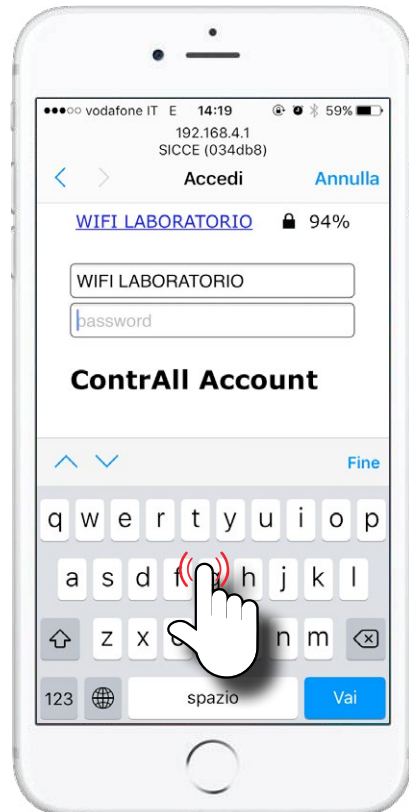 vodafone IT E 14:19 59%
192.168.4.1
SICCE (034db8)
Accedi Annulla
WIFI LABORATORIO 94%
WIFI LABORATORIO
password
ContrAll Account
Fine
q w e r t y u i o p
a s d f g h j k l
z x c n m
123 spazio Vai